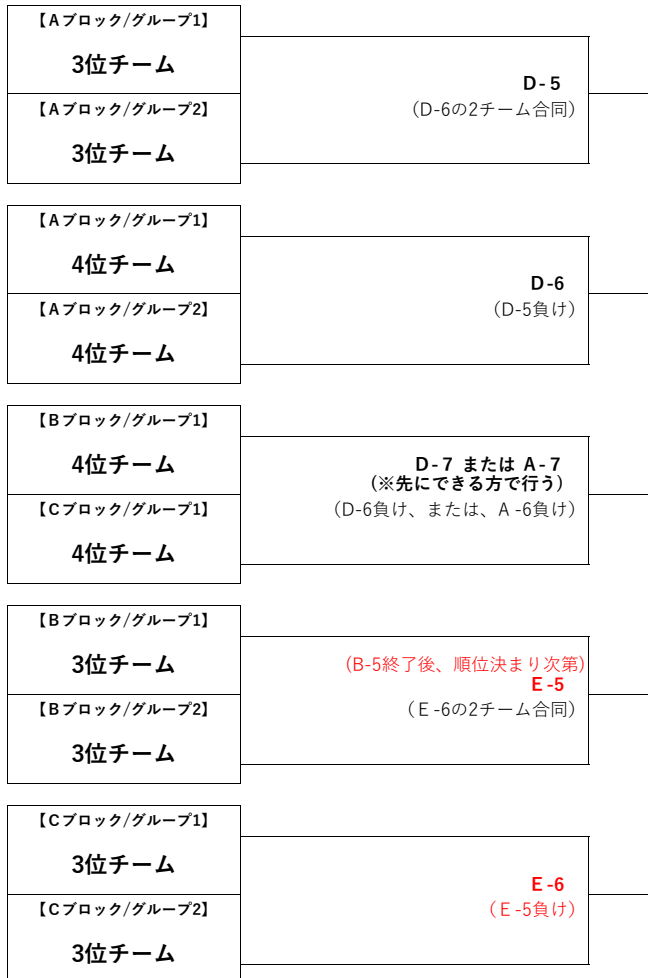 【Aブロック/グループ1】
3位チーム
【Aブロック/グループ2】
3位チーム
D-5
（D-6の2チーム合同）
【Aブロック/グループ1】
4位チーム
【Aブロック/グループ2】
4位チーム
D-6
（D-5負け）
【Bブロック/グループ1】
4位チーム
【Cブロック/グループ1】
4位チーム
D-7 または A-7
（※先にできる方で行う）
（D-6負け、または、A-6負け）
【Bブロック/グループ1】
3位チーム
【Bブロック/グループ2】
3位チーム
（B-5終了後、順位決まり次第）
E-5
（E-6の2チーム合同）
【Cブロック/グループ1】
3位チーム
【Cブロック/グループ2】
3位チーム
E-6
（E-5負け）